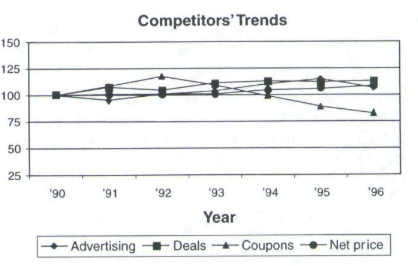 Competitors' Trends
150
125
100
75
50
25
'90 '91 '92 '93 '94 '95 '96
Year
Advertising Deals Coupons Net price